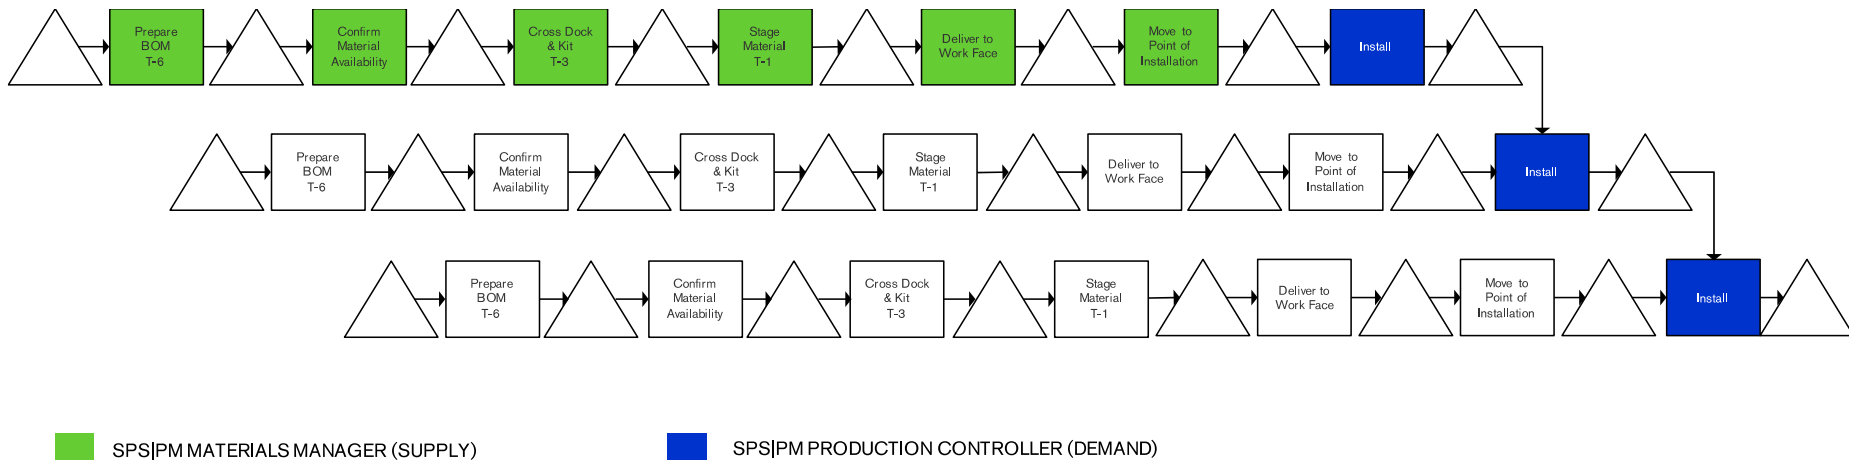 Prepare
BOM
T-6
Confirm
Material
Availability
Cross Dock
& Kit
T-3
Stage
Material
T-1
Deliver to
Work Face
Move to
Point of
Installation
Install
Prepare
BOM
T-6
Confirm
Material
Availability
Cross Dock
& Kit
T-3
Stage
Material
T-1
Deliver to
Work Face
Move to
Point of
Installation
Install
Prepare
BOM
T-6
Confirm
Material
Availability
Cross Dock
& Kit
T-3
Stage
Material
T-1
Deliver to
Work Face
Move to
Point of
Installation
Install
SPS|PM MATERIALS MANAGER (SUPPLY)
SPS|PM PRODUCTION CONTROLLER (DEMAND)